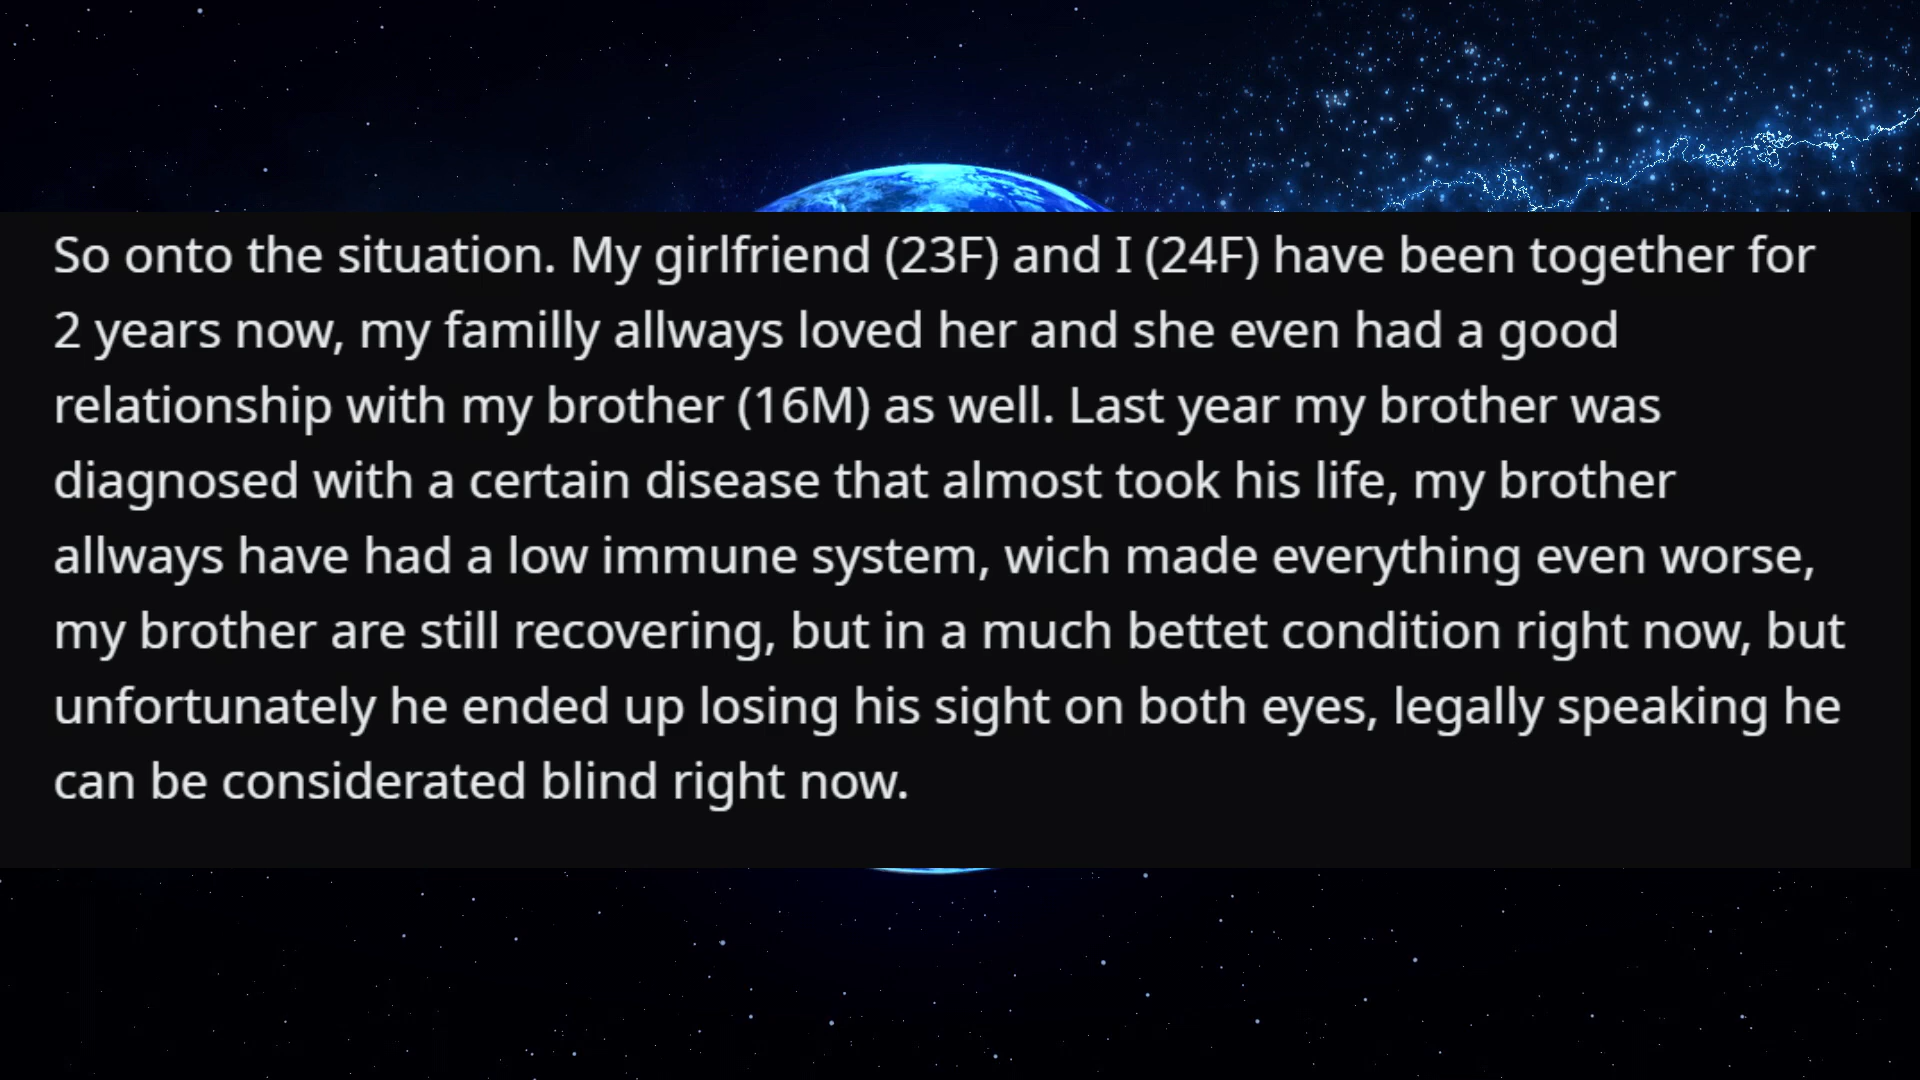 So onto the situation. My girlfriend (23F) and I (24F) have been together for
2 years now, my familly allways loved her and she even had a good
relationship with my brother (16M) as well. Last year my brother was
diagnosed with a certain disease that almost took his life, my brother
allways have had a low immune system, wich made everything even worse,
my brother are still recovering, but in a much bettet condition right now, but
unfortunately he ended up losing his sight on both eyes, legally speaking he
can be considerated blind right now.